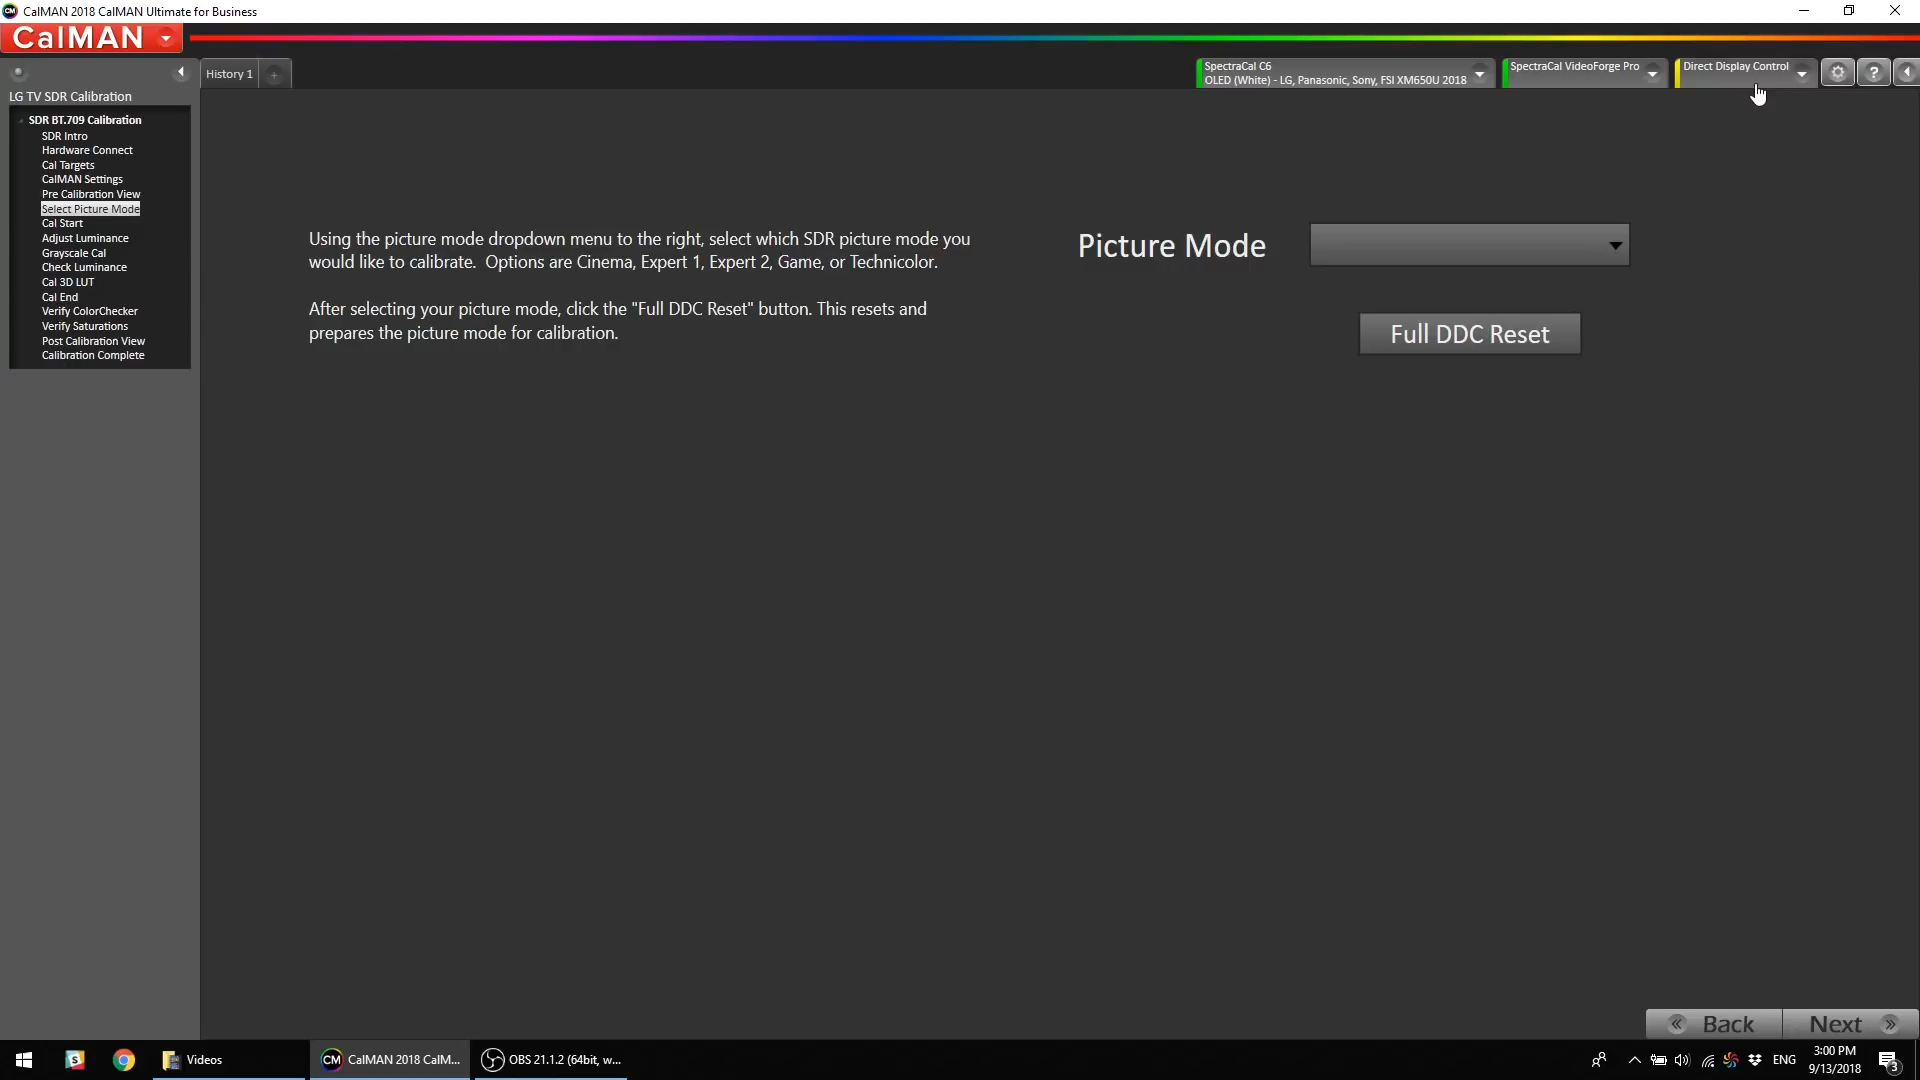 CalMAN 2018 CalMAN Ultimate for Business
CalMAN
History 1
SpectraCal C6
OLED (White) - LG, Panasonic, Sony, FSI XM650U 2018
SpectraCal VideoForge Pro
Direct Display Control
?
LG TV SDR Calibration
SDR BT.709 Calibration
SDR Intro
Hardware Connect
Cal Targets
CalMAN Settings
Pre Calibration View
Select Picture Mode
Cal Start
Adjust Luminance
Grayscale Cal
Check Luminance
Cal 3D LUT
Cal End
Verify ColorChecker
Verify Saturations
Post Calibration View
Calibration Complete
Using the picture mode dropdown menu to the right, select which SDR picture mode you
would like to calibrate.  Options are Cinema, Expert 1, Expert 2, Game, or Technicolor.
After selecting your picture mode, click the "Full DDC Reset" button. This resets and
prepares the picture mode for calibration.
Picture Mode
Full DDC Reset
Back
Next
Videos
CM
CalMAN 2018 CalM...
OBS 21.1.2 (64bit, w...
ENG
3:00 PM
9/13/2018
3